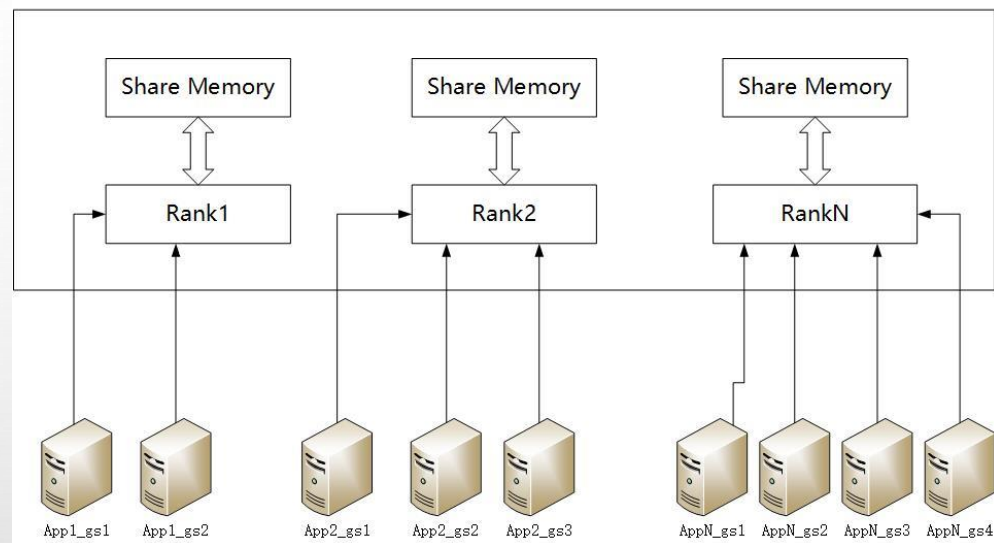 Share Memory
Share Memory
Share Memory
Rank1
Rank2
RankN
App1_gs1
App1_gs2
App2_gs1
App2_gs2
App2_gs3
AppN_gs1
AppN_gs2
AppN_gs3
AppN_gs4